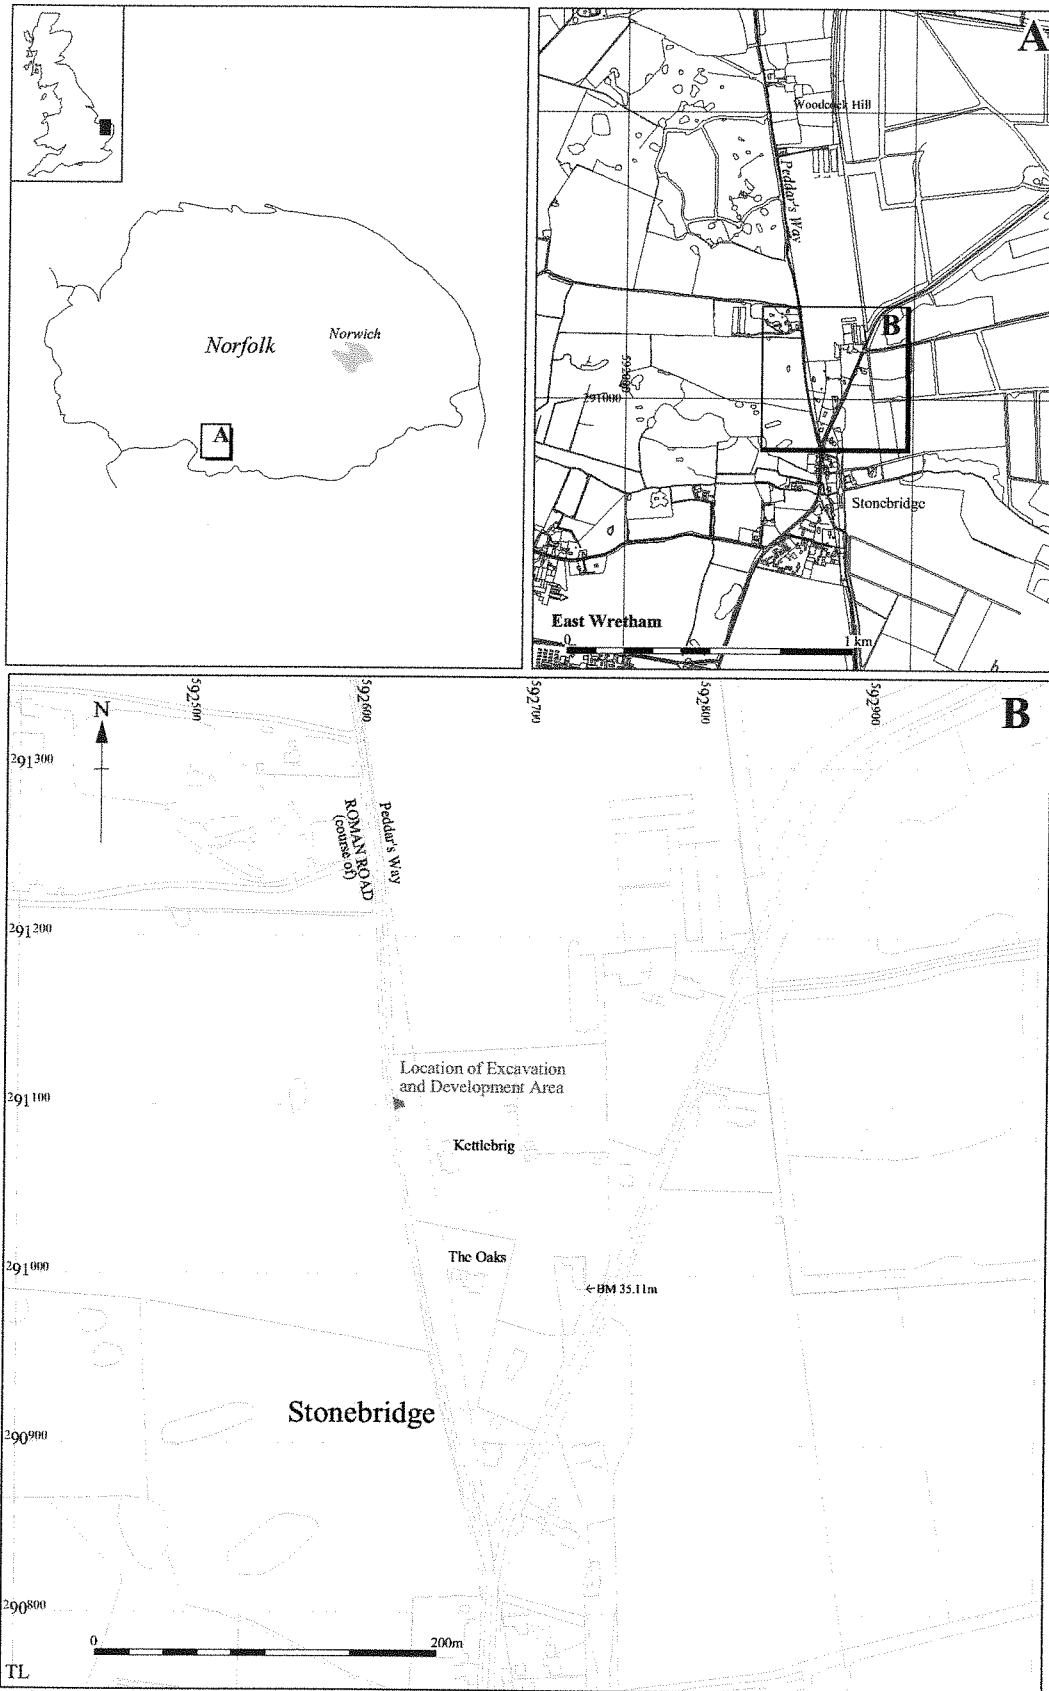 Norfolk
Norwich
A
A
Woodcock Hill
Peddar's Way
B
592000
291000
Stonebridge
East Wretham
0
1 km
B
592500
592600
592700
592800
592900
N
291300
Peddar's Way
ROMAN ROAD
(course of)
291200
Location of Excavation
and Development Area
291100
Kettlebrig
The Oaks
291000
←BM 35.11m
Stonebridge
290900
290800
0
200m
TL